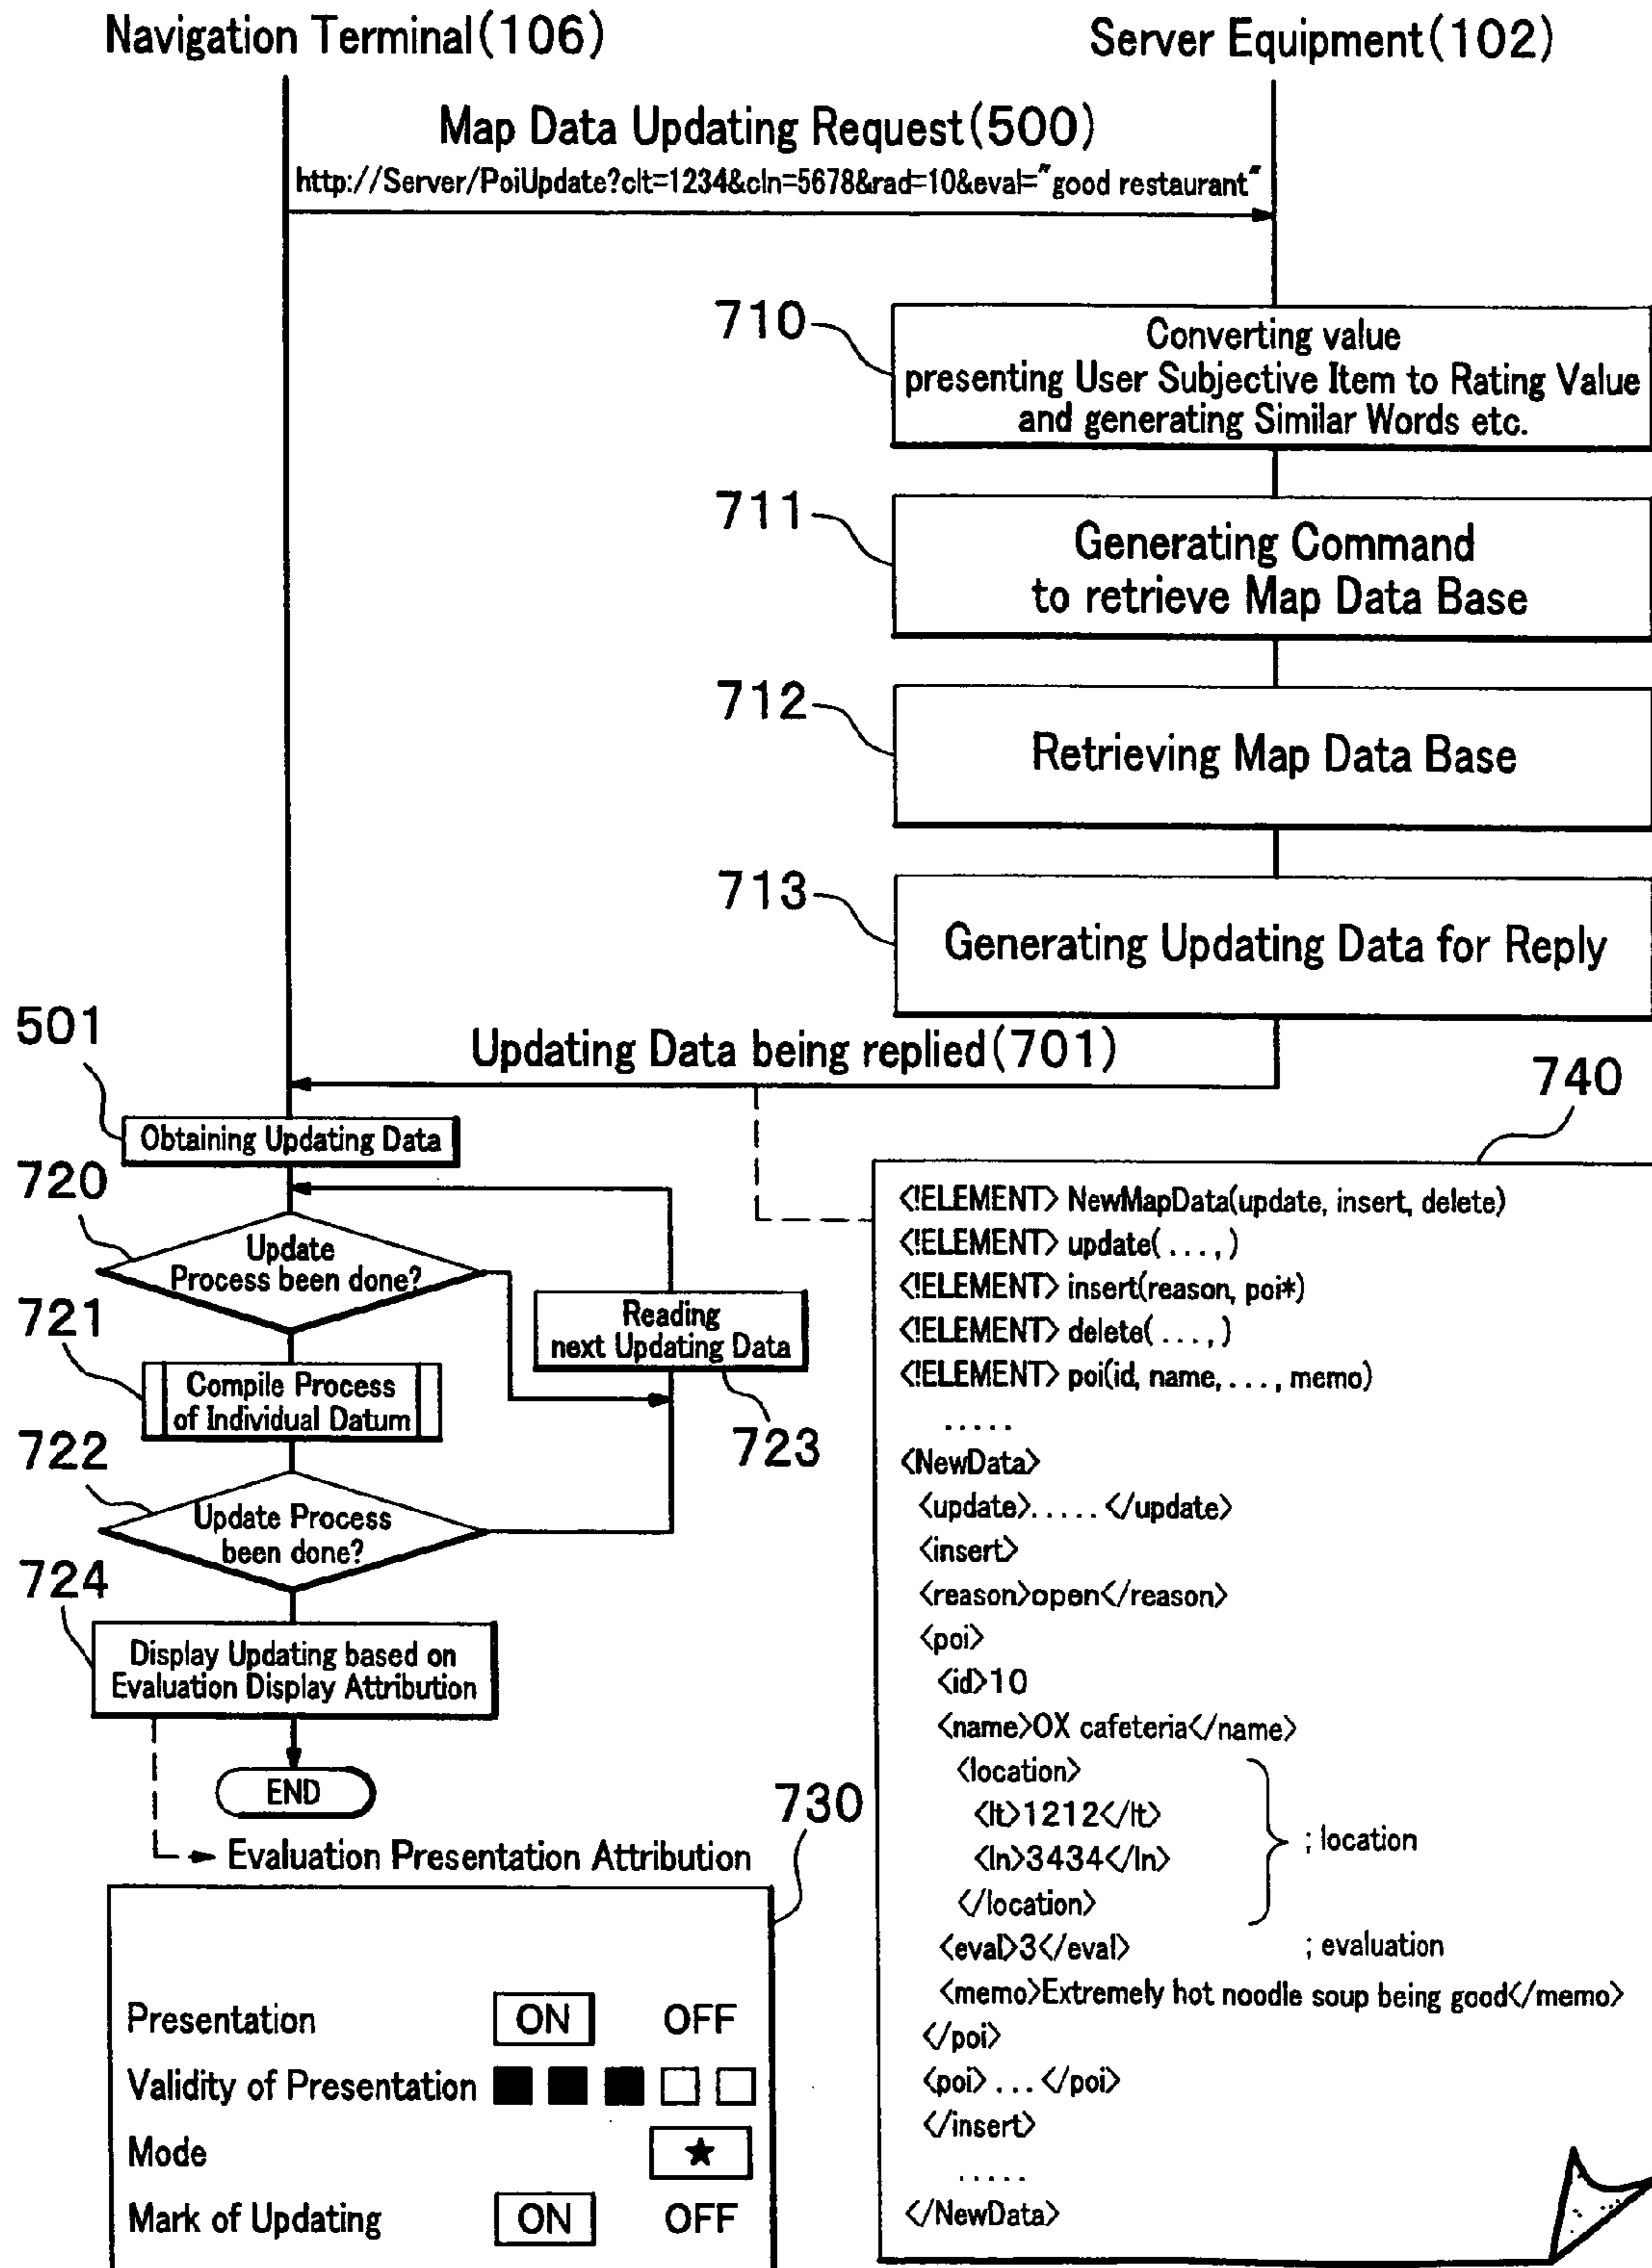 Navigation Terminal(106)
Server Equipment(102)
Map Data Updating Request(500)
http://Server/PoiUpdate?clt=1234&cln=5678&rad=10&eval="good restaurant"
710
Converting value
presenting User Subjective Item to Rating Value
and generating Similar Words etc.
711
Generating Command
to retrieve Map Data Base
712
Retrieving Map Data Base
713
Generating Updating Data for Reply
501
Updating Data being replied(701)
Obtaining Updating Data
720
Update
Process been done?
721
Compile Process
of Individual Datum
Reading
next Updating Data
723
722
Update Process
been done?
724
Display Updating based on
Evaluation Display Attribution
END
Evaluation Presentation Attribution
730
Presentation ON OFF
Validity of Presentation
Mode ★
Mark of Updating ON OFF
740
<!ELEMENT> NewMapData(update, insert, delete)
<!ELEMENT> update( ...,)
<!ELEMENT> insert(reason, poi*)
<!ELEMENT> delete( ...,)
<!ELEMENT> poi(id, name, ..., memo)
.....
<NewData>
<update>..... </update>
<insert>
<reason>open</reason>
<poi>
<id>10
<name>OX cafeteria</name>
<location>
<lt>1212</lt>
<ln>3434</ln>
; location
</location>
<eval>3</eval> ; evaluation
<memo>Extremely hot noodle soup being good</memo>
</poi>
<poi> ... </poi>
</insert>
.....
</NewData>